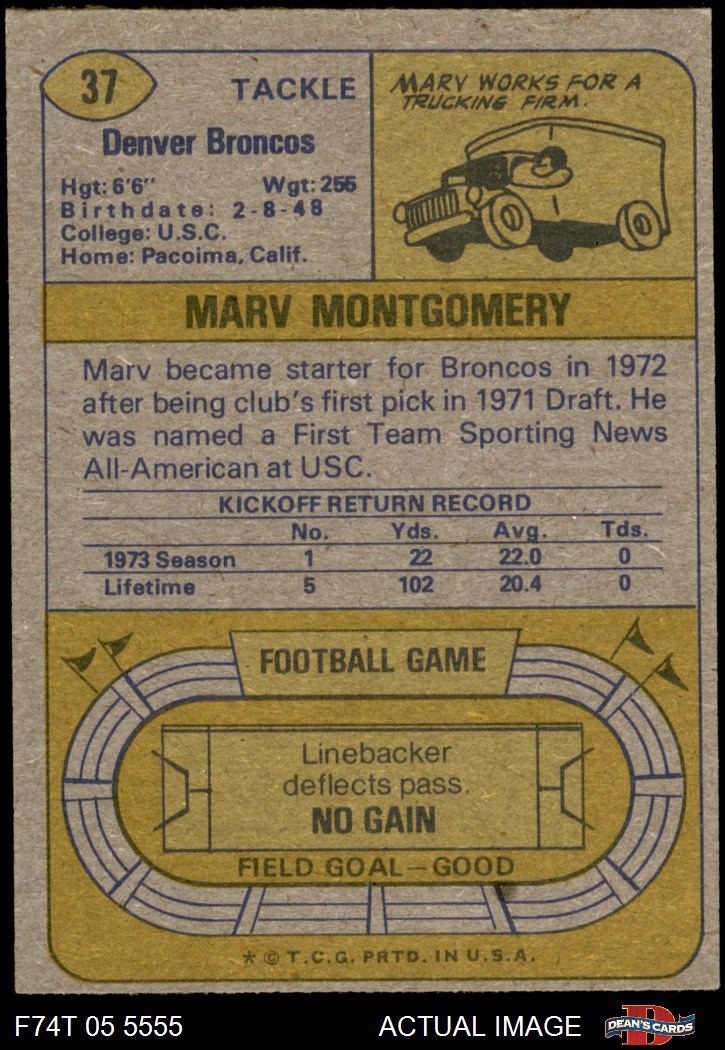 37
TACKLE
Denver Broncos
Hgt: 6'6" Wgt: 255
Birthdate: 2-8-48
College: U.S.C.
Home: Pacoima, Calif.
MARV WORKS FOR A
TRUCKING FIRM.
MARV MONTGOMERY
Marv became starter for Broncos in 1972
after being club's first pick in 1971 Draft. He
was named a First Team Sporting News
All-American at USC.
KICKOFF RETURN RECORD
No. Yds. Avg. Tds.
1973 Season 1 22 22.0 0
Lifetime 5 102 20.4 0
FOOTBALL GAME
Linebacker
deflects pass.
NO GAIN
FIELD GOAL—GOOD
* © T.C.G. PRTD. IN U.S.A.
F74T 05 5555 ACTUAL IMAGE
D
DEAN'S CARDS